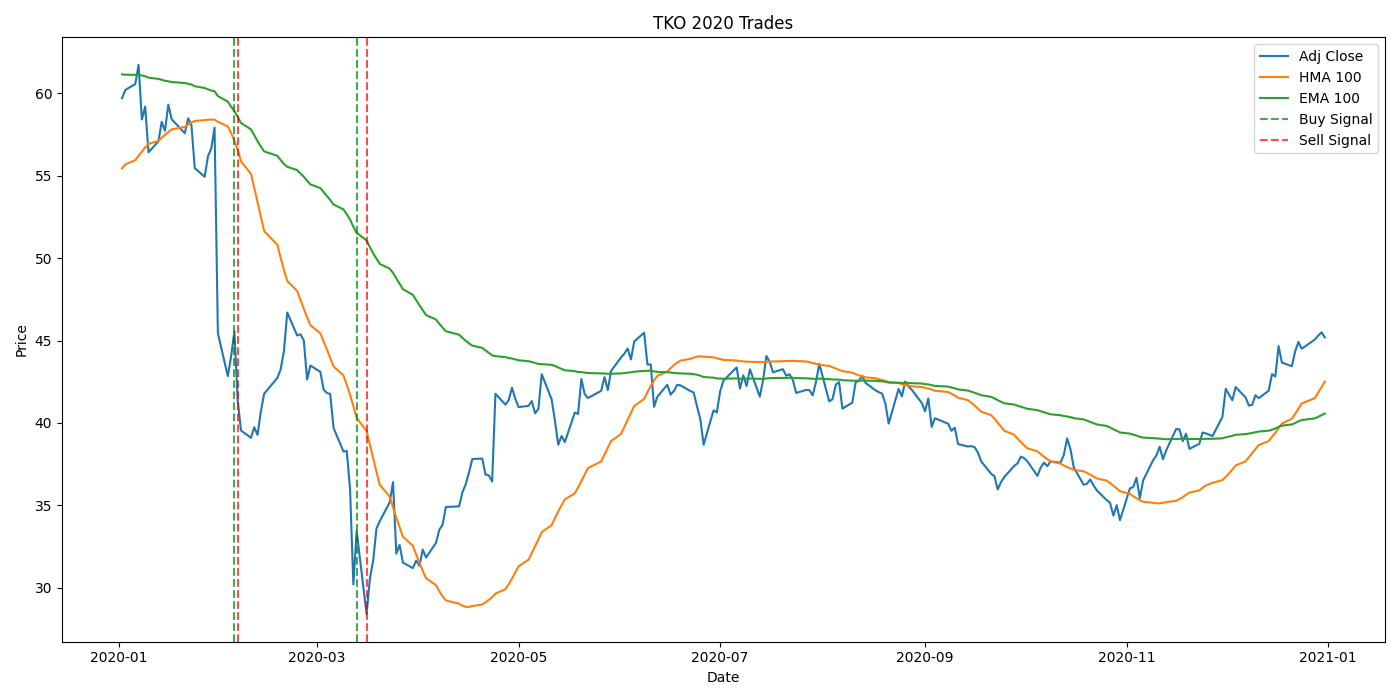 TKO 2020 Trades
Adj Close
HMA 100
EMA 100
Buy Signal
Sell Signal
Price
60
55
50
45
40
35
30
2020-01
2020-03
2020-05
2020-07
2020-09
2020-11
2021-01
Date